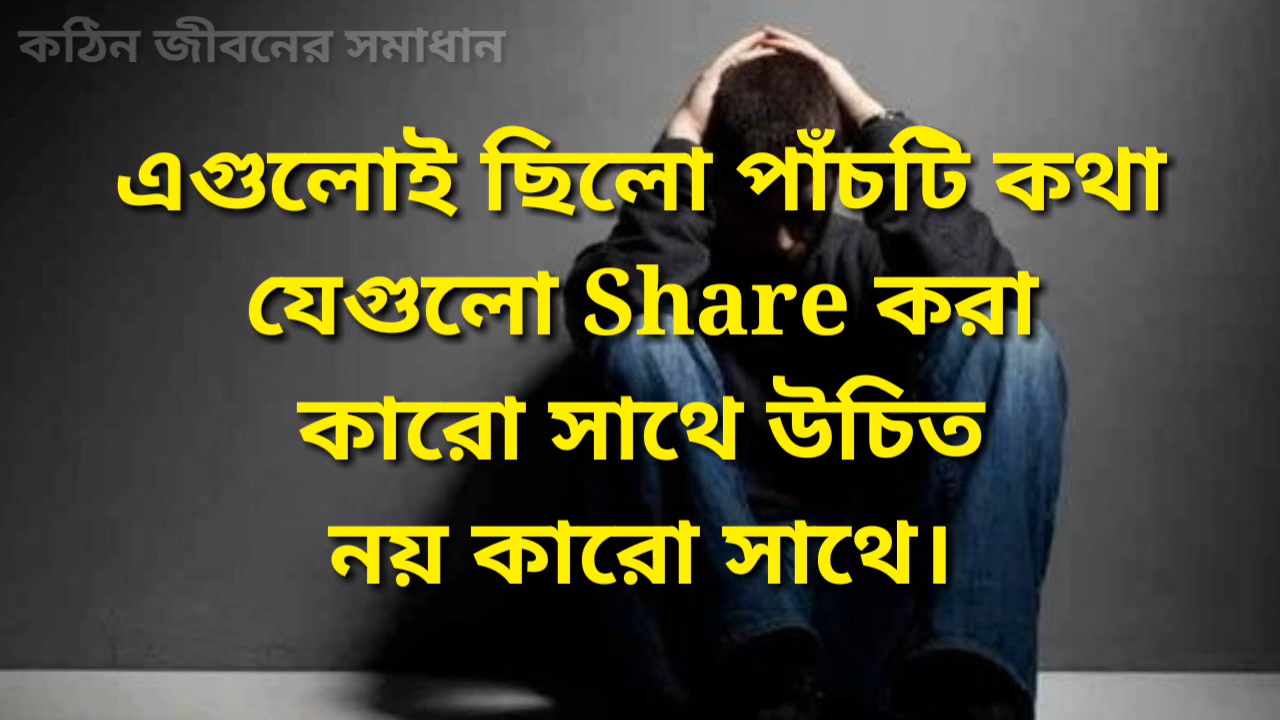 কঠিন জীবনের সমাধান
এগুলোই ছিলো পাঁচটি কথা
যেগুলো Share করা
কারো সাথে উচিত
নয় কারো সাথে।